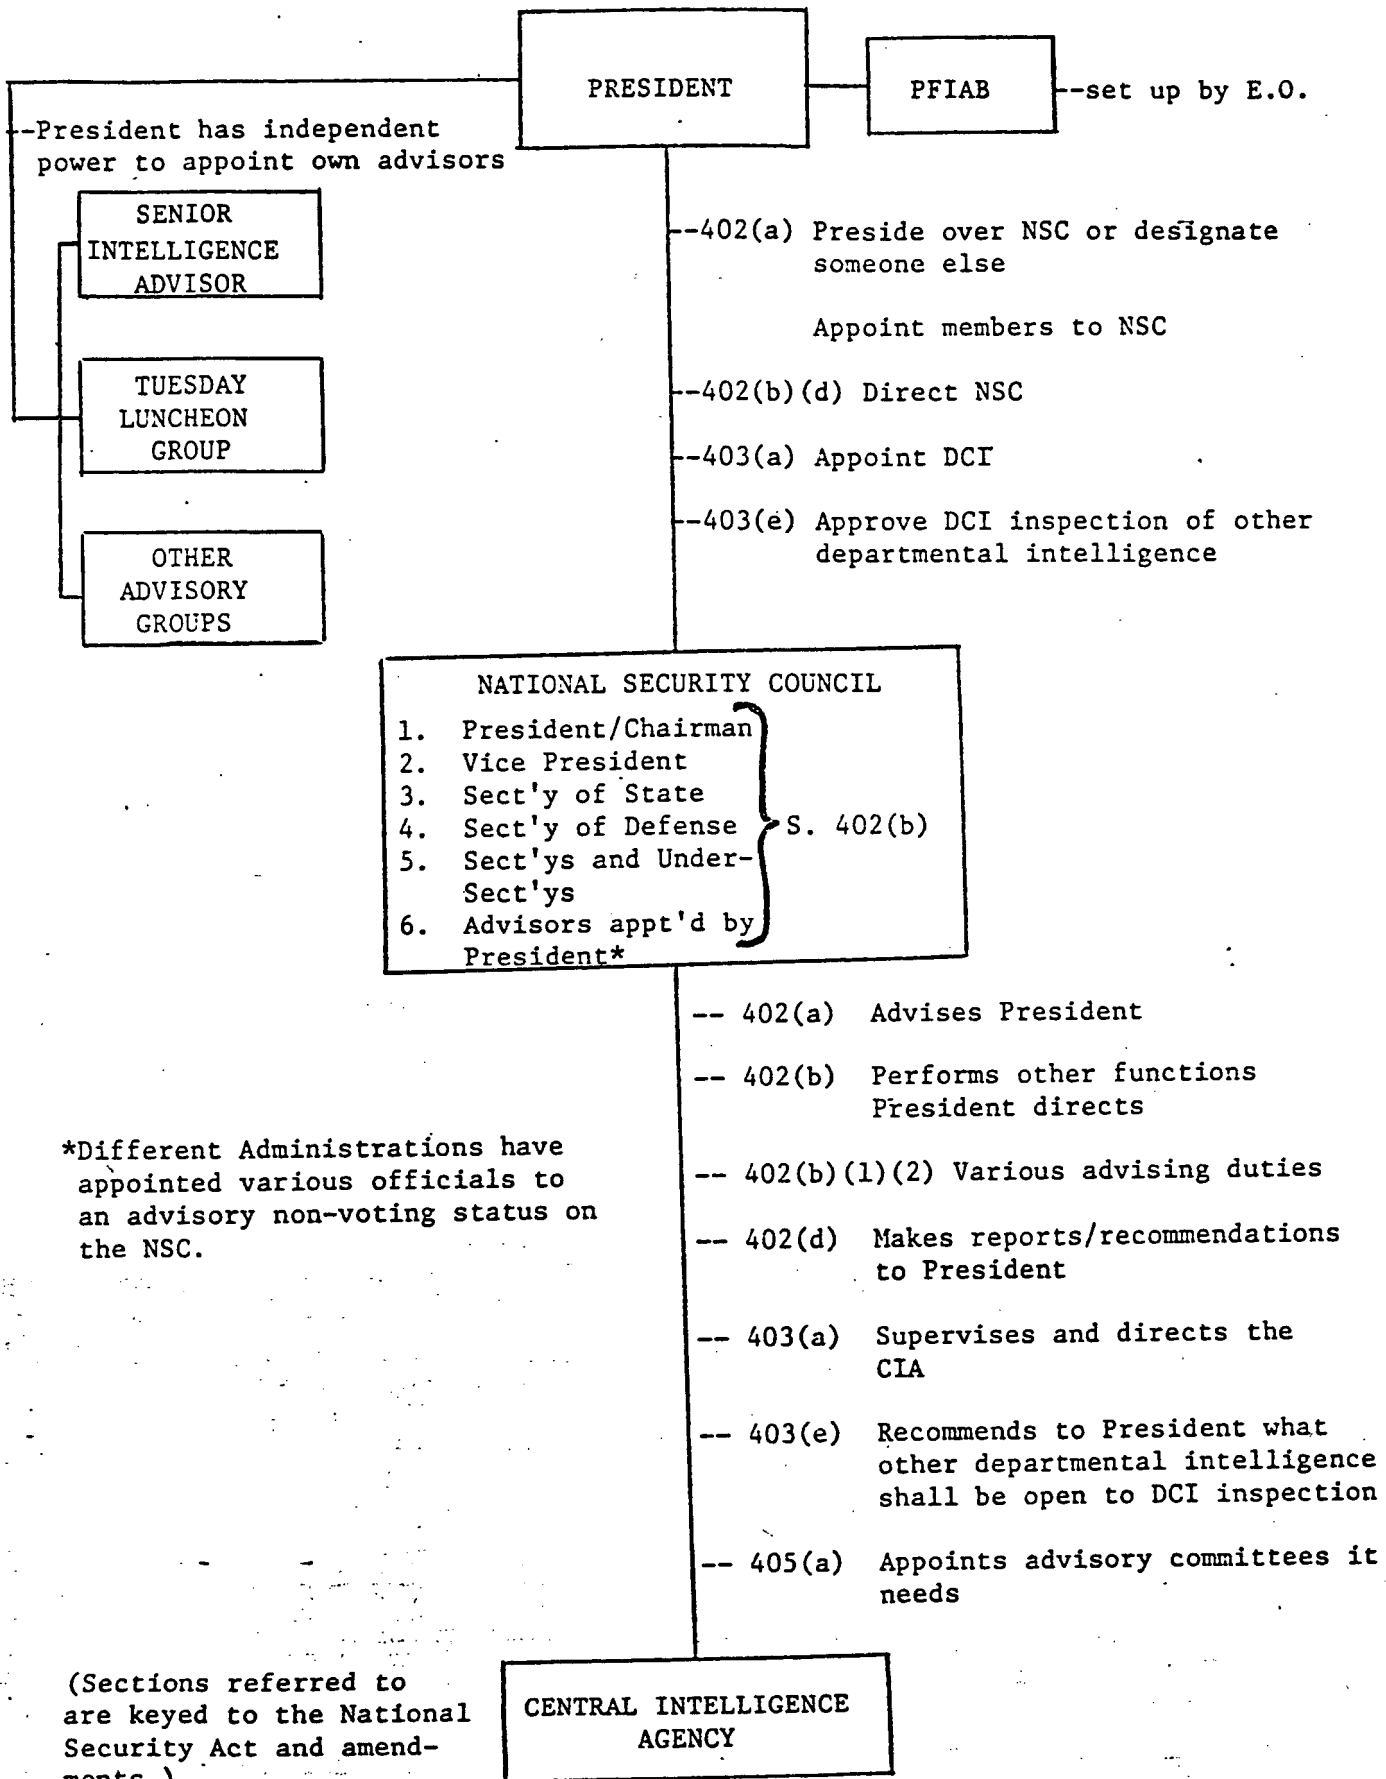 PRESIDENT
PFIAB
--set up by E.O.
--President has independent
power to appoint own advisors
SENIOR
INTELLIGENCE
ADVISOR
TUESDAY
LUNCHEON
GROUP
OTHER
ADVISORY
GROUPS
--402(a) Preside over NSC or designate
someone else
Appoint members to NSC
--402(b)(d) Direct NSC
--403(a) Appoint DCI
--403(e) Approve DCI inspection of other
departmental intelligence
NATIONAL SECURITY COUNCIL
1. President/Chairman
2. Vice President
3. Sect'y of State
4. Sect'y of Defense
5. Sect'ys and Under-
Sect'ys
6. Advisors appt'd by
President*
S. 402(b)
-- 402(a) Advises President
-- 402(b) Performs other functions
President directs
-- 402(b)(1)(2) Various advising duties
-- 402(d) Makes reports/recommendations
to President
-- 403(a) Supervises and directs the
CIA
-- 403(e) Recommends to President what
other departmental intelligence
shall be open to DCI inspection
-- 405(a) Appoints advisory committees it
needs
*Different Administrations have
appointed various officials to
an advisory non-voting status on
the NSC.
(Sections referred to
are keyed to the National
Security Act and amend-
ments.)
CENTRAL INTELLIGENCE
AGENCY